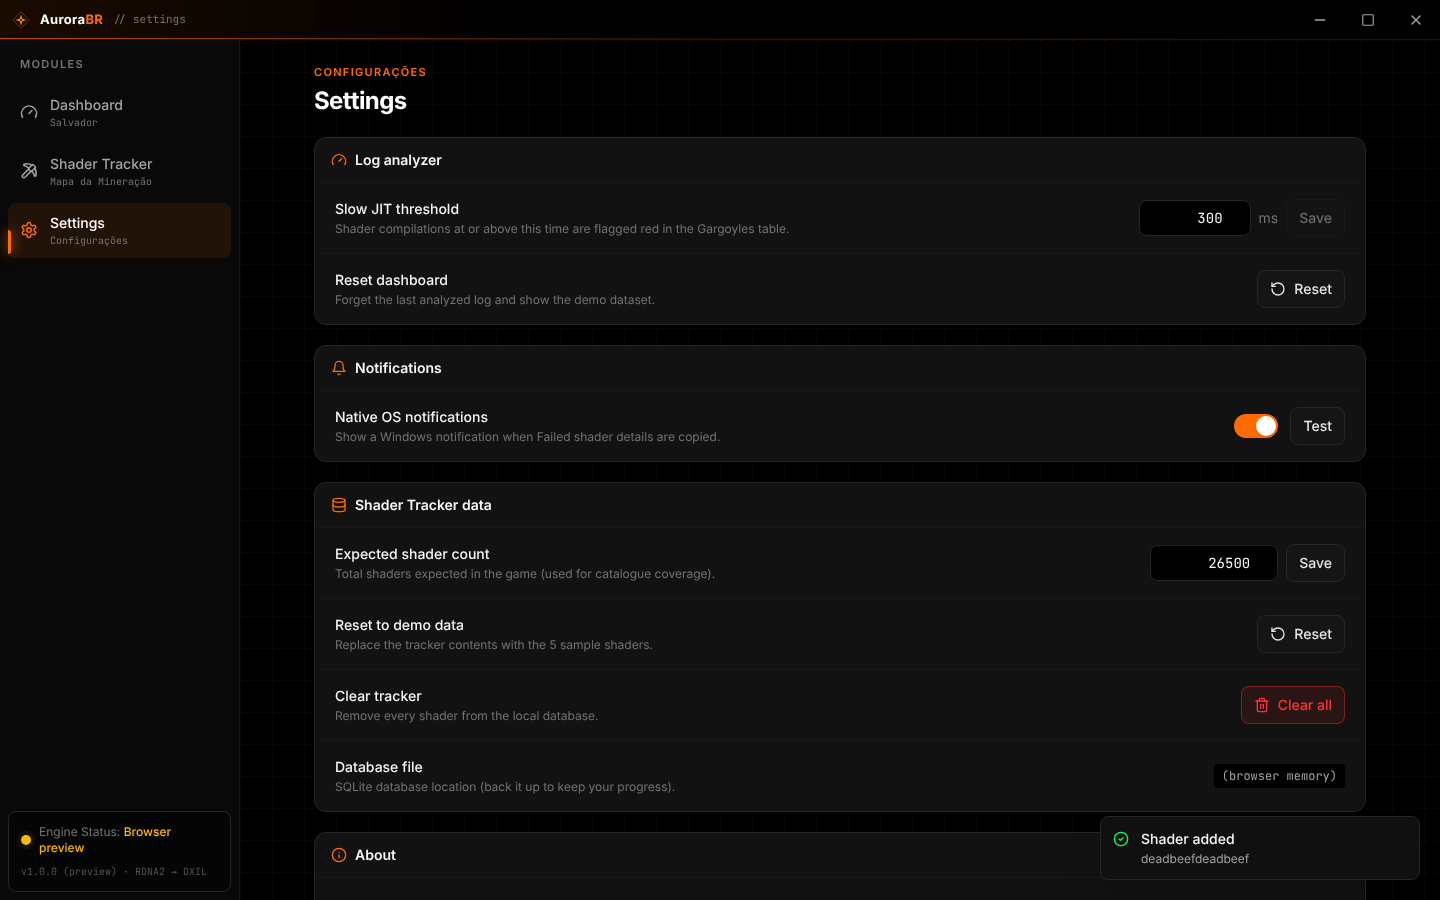 AuroraBR // settings
MODULES
Dashboard
Salvador
Shader Tracker
Mapa da Mineração
Settings
Configurações
Engine Status: Browser
preview
v1.0.0 (preview) · RDNA2 → DXIL
CONFIGURAÇÕES
Settings
Log analyzer
Slow JIT threshold
Shader compilations at or above this time are flagged red in the Gargoyles table.
300 ms Save
Reset dashboard
Forget the last analyzed log and show the demo dataset.
Reset
Notifications
Native OS notifications
Show a Windows notification when Failed shader details are copied.
Test
Shader Tracker data
Expected shader count
Total shaders expected in the game (used for catalogue coverage).
26500 Save
Reset to demo data
Replace the tracker contents with the 5 sample shaders.
Reset
Clear tracker
Remove every shader from the local database.
Clear all
Database file
SQLite database location (back it up to keep your progress).
(browser memory)
About
Shader added
deadbeefdeadbeef